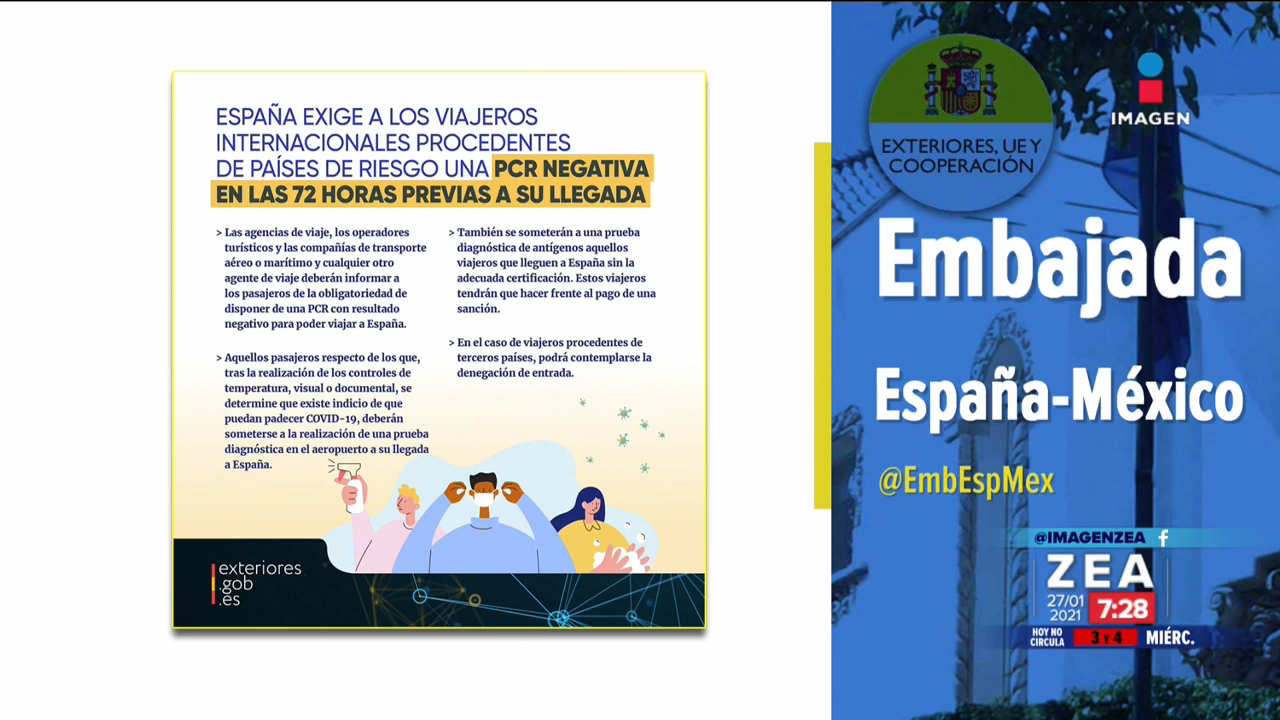 ESPAÑA EXIGE A LOS VIAJEROS
INTERNACIONALES PROCEDENTES
DE PAÍSES DE RIESGO UNA PCR NEGATIVA
EN LAS 72 HORAS PREVIAS A SU LLEGADA
> Las agencias de viaje, los operadores
turísticos y las compañías de transporte
aéreo o marítimo y cualquier otro
agente de viaje deberán informar a
los pasajeros de la obligatoriedad de
disponer de una PCR con resultado
negativo para poder viajar a España.
> Aquellos pasajeros respecto de los que,
tras la realización de los controles de
temperatura, visual o documental, se
determine que existe indicio de que
puedan padecer COVID-19, deberán
someterse a la realización de una prueba
diagnóstica en el aeropuerto a su llegada
a España.
> También se someterán a una prueba
diagnóstica de antígenos aquellos
viajeros que lleguen a España sin la
adecuada certificación. Estos viajeros
tendrán que hacer frente al pago de una
sanción.
> En el caso de viajeros procedentes de
terceros países, podrá contemplarse la
denegación de entrada.
exteriores
.gob
.es
EXTERIORES, UE Y
COOPERACIÓN
IMAGEN
Embajada
España-México
@EmbEspMex
@IMAGENZEA f
ZEA
27/01
2021
7:28
HOY NO
CIRCULA
3 Y 4
MIÉRC.